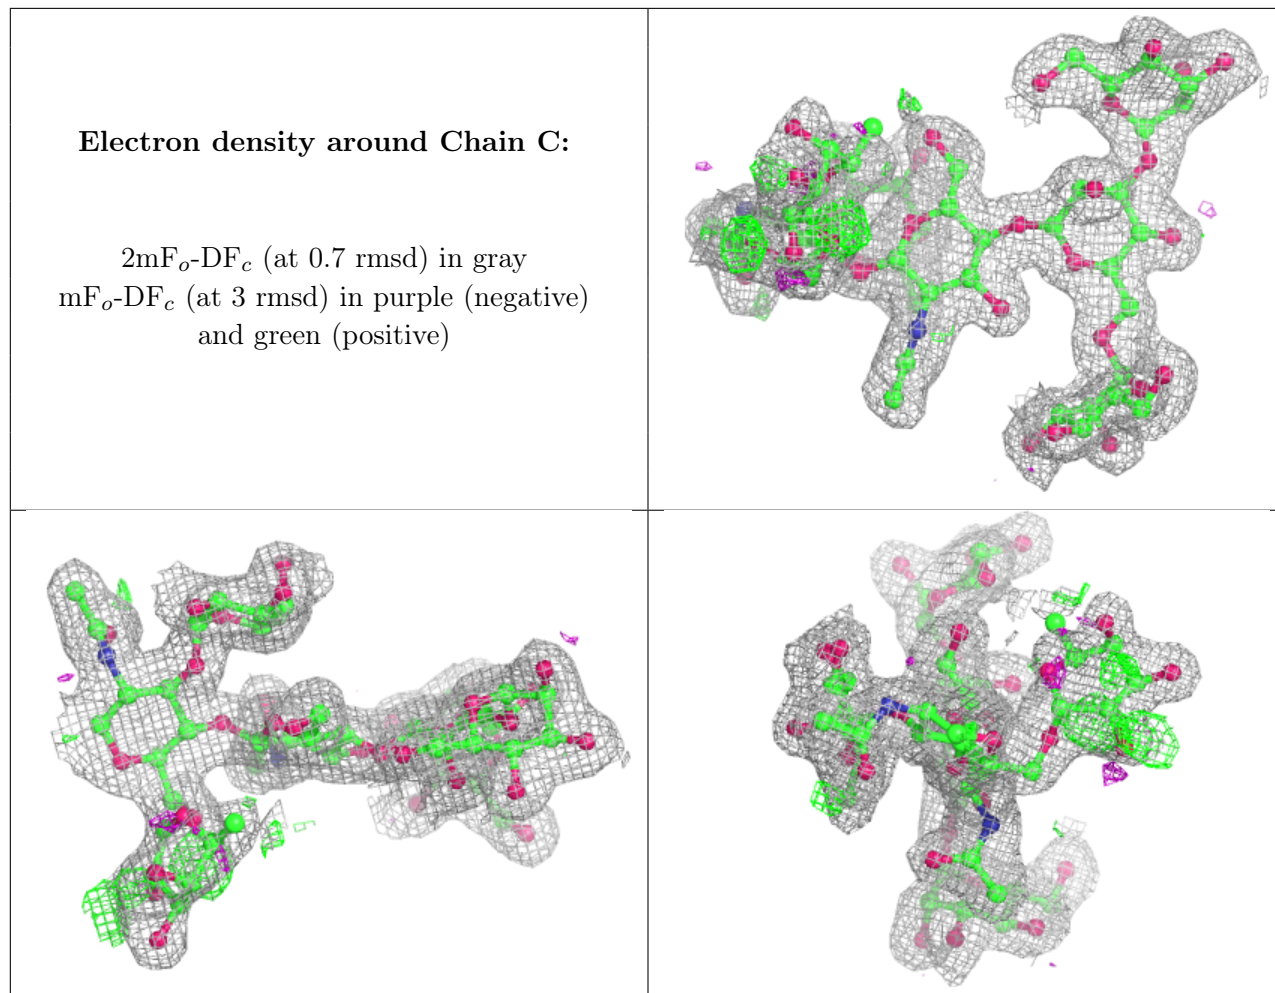 Electron density around Chain C:
2mFₒ-DF𝒸 (at 0.7 rmsd) in gray
mFₒ-DF𝒸 (at 3 rmsd) in purple (negative)
and green (positive)